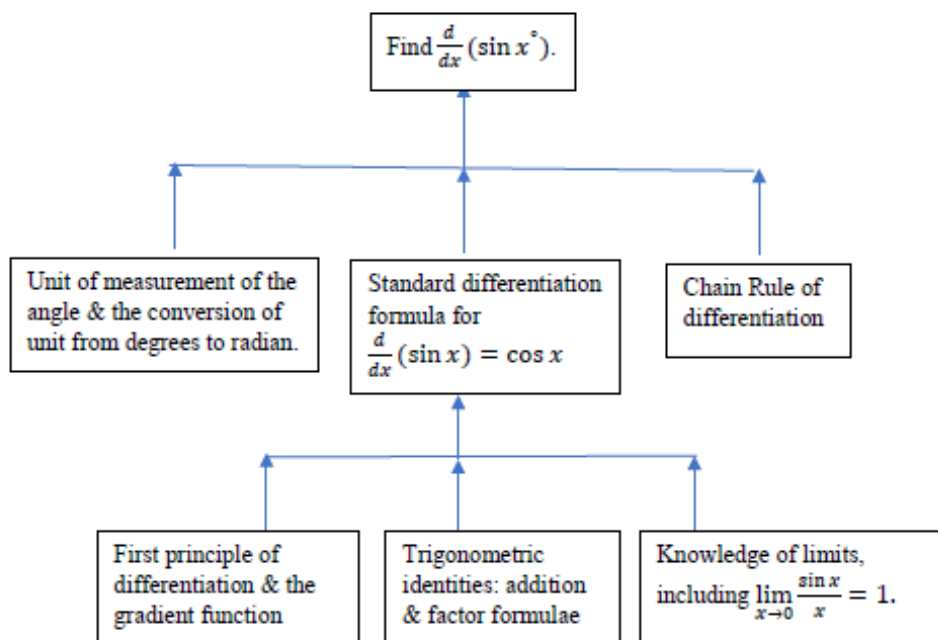 Find d/dx (sin x°).
Unit of measurement of the
angle & the conversion of
unit from degrees to radian.
Standard differentiation
formula for
d/dx (sin x) = cos x
Chain Rule of
differentiation
First principle of
differentiation & the
gradient function
Trigonometric
identities: addition
& factor formulae
Knowledge of limits,
including lim x→0 sin x/x = 1.